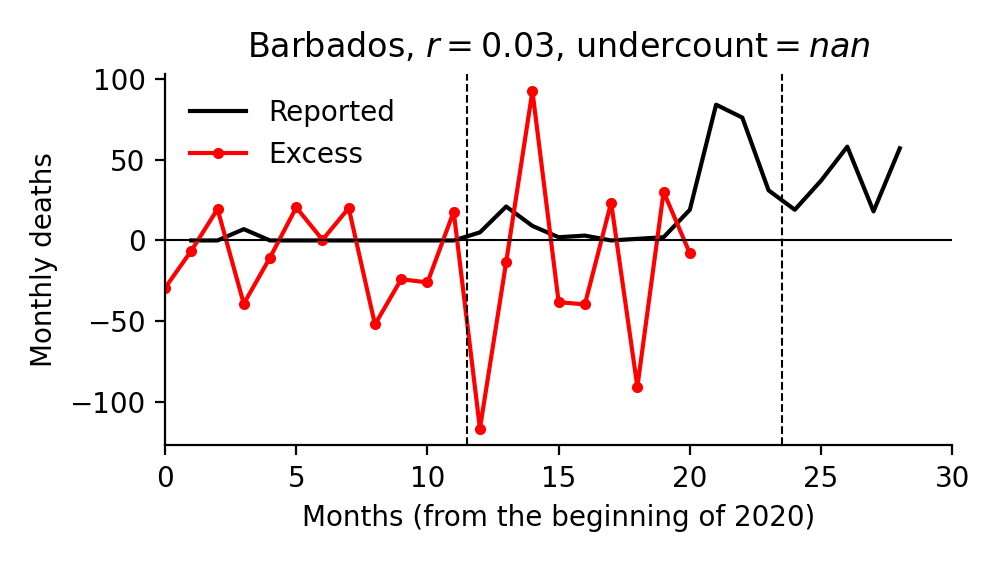 Barbados, r = 0.03, undercount = nan
100
50
0
−50
−100
Monthly deaths
Reported
Excess
0 5 10 15 20 25 30
Months (from the beginning of 2020)